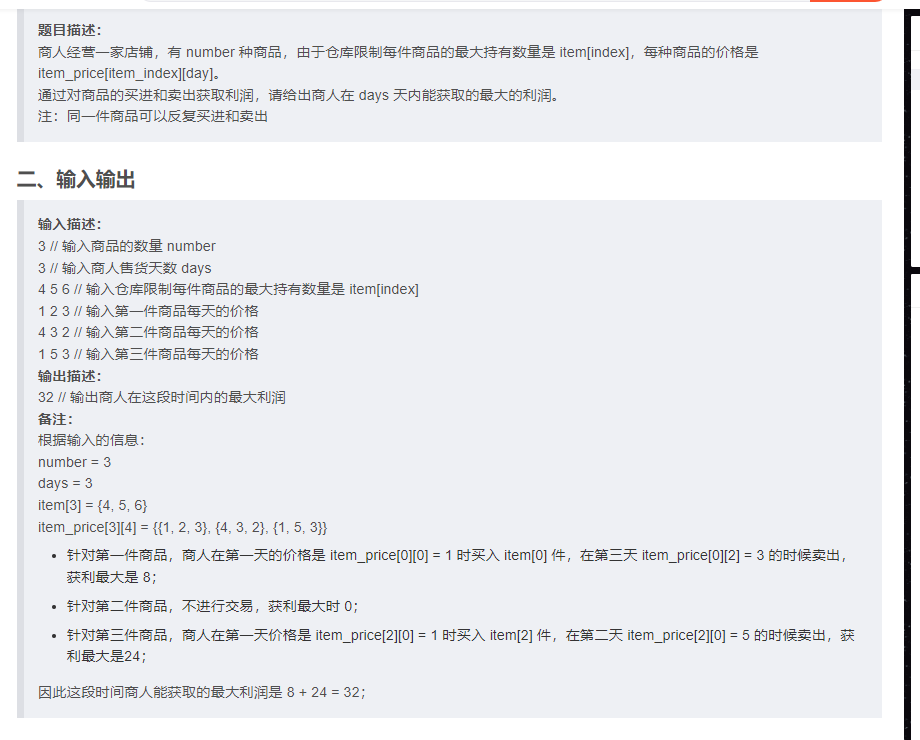 题目描述：
商人经营一家店铺，有 number 种商品，由于仓库限制每件商品的最大持有数量是 item[index]，每种商品的价格是
item_price[item_index][day]。
通过对商品的买进和卖出获取利润，请给出商人在 days 天内能获取的最大的利润。
注：同一件商品可以反复买进和卖出
二、输入输出
输入描述：
3 // 输入商品的数量 number
3 // 输入商人售货天数 days
4 5 6 // 输入仓库限制每件商品的最大持有数量是 item[index]
1 2 3 // 输入第一件商品每天的价格
4 3 2 // 输入第二件商品每天的价格
1 5 3 // 输入第三件商品每天的价格
输出描述：
32 // 输出商人在这段时间内的最大利润
备注：
根据输入的信息：
number = 3
days = 3
item[3] = {4, 5, 6}
item_price[3][4] = {{1, 2, 3}, {4, 3, 2}, {1, 5, 3}}
• 针对第一件商品，商人在第一天的价格是 item_price[0][0] = 1 时买入 item[0] 件，在第三天 item_price[0][2] = 3 的时候卖出，
获利最大是 8；
• 针对第二件商品，不进行交易，获利最大时 0；
• 针对第三件商品，商人在第一天价格是 item_price[2][0] = 1 时买入 item[2] 件，在第二天 item_price[2][0] = 5 的时候卖出，获
利最大是24；
因此这段时间商人能获取的最大利润是 8 + 24 = 32；